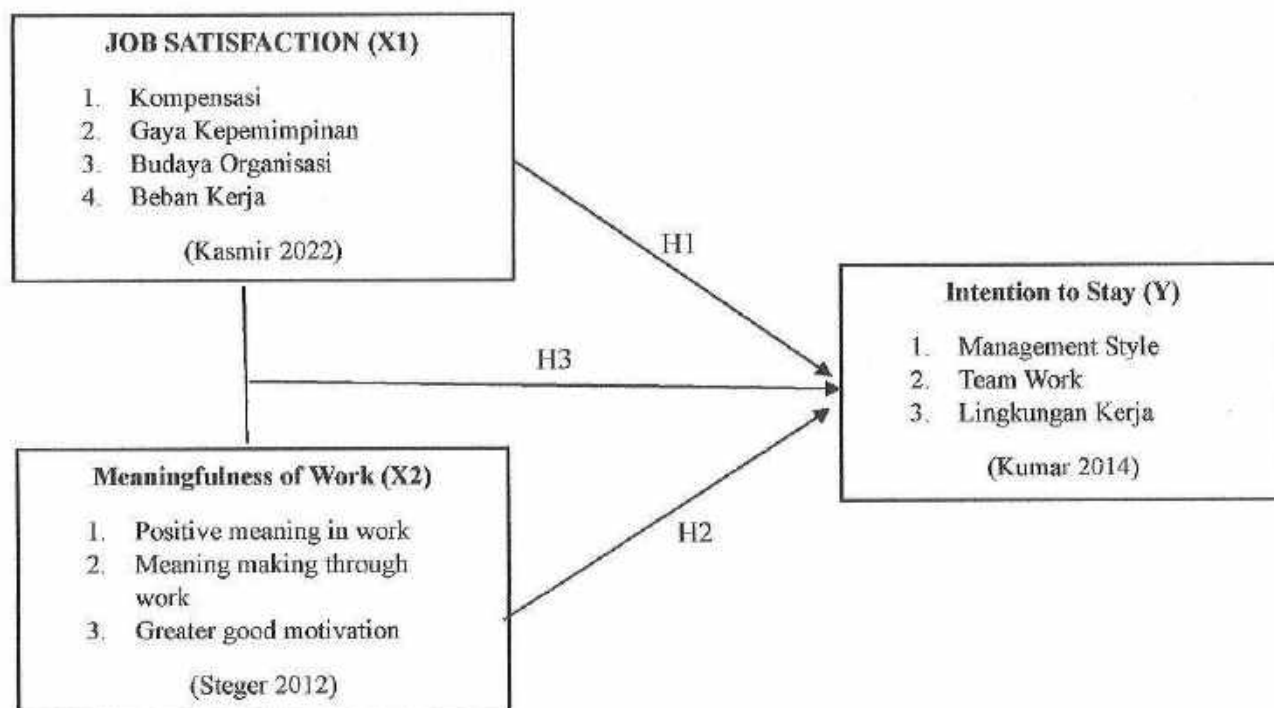 JOB SATISFACTION (X1)
1. Kompensasi
2. Gaya Kepemimpinan
3. Budaya Organisasi
4. Beban Kerja
(Kasmir 2022)
H1
Intention to Stay (Y)
1. Management Style
2. Team Work
3. Lingkungan Kerja
(Kumar 2014)
H3
Meaningfulness of Work (X2)
1. Positive meaning in work
2. Meaning making through
work
3. Greater good motivation
(Steger 2012)
H2